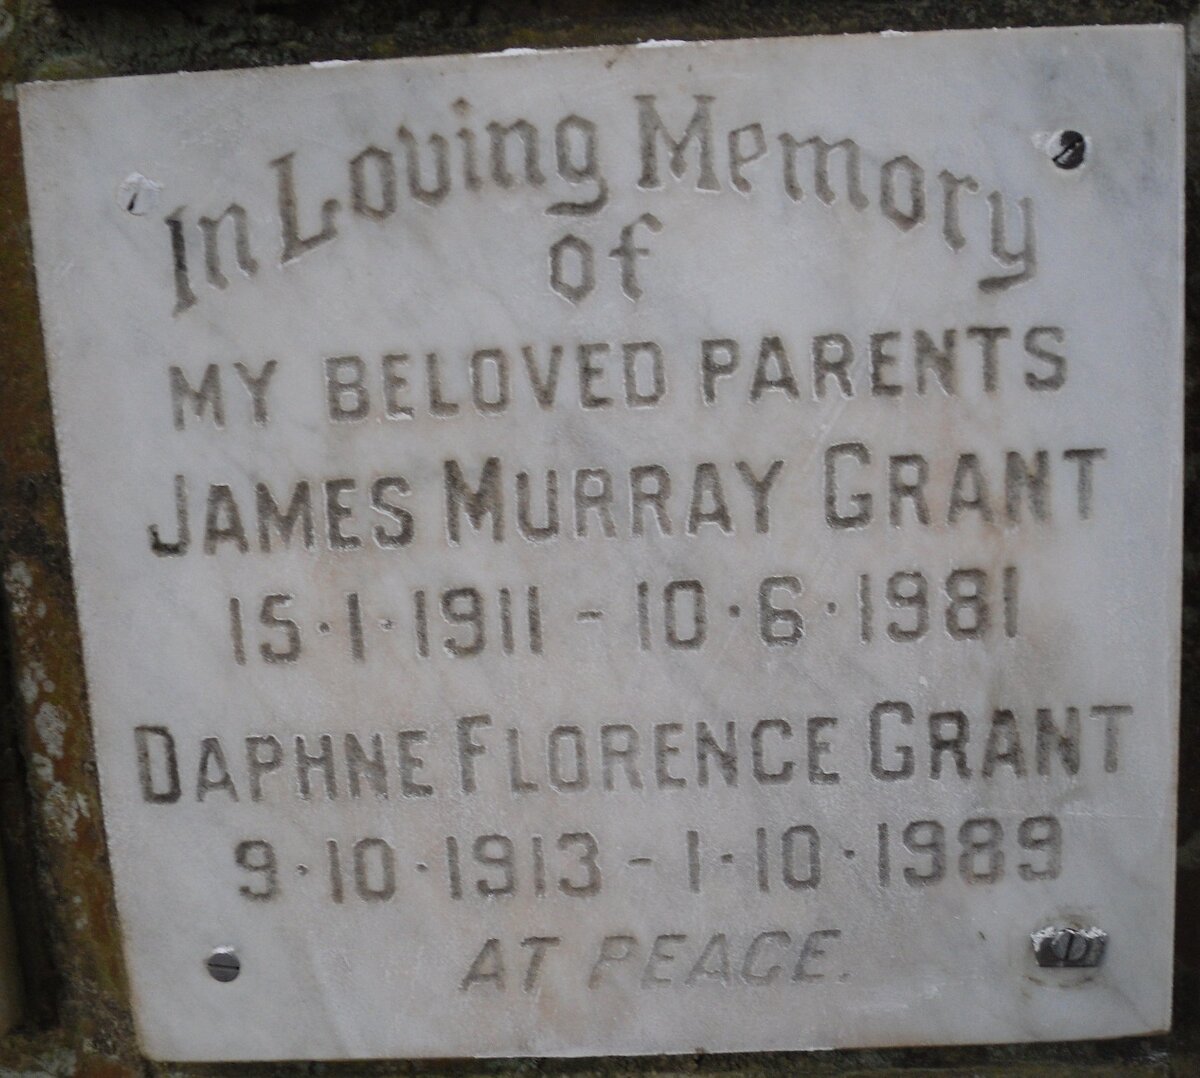 In Loving Memory
of
MY BELOVED PARENTS
JAMES MURRAY GRANT
15·1·1911 - 10·6·1981
DAPHNE FLORENCE GRANT
9·10·1913 - 1·10·1989
AT PEACE.